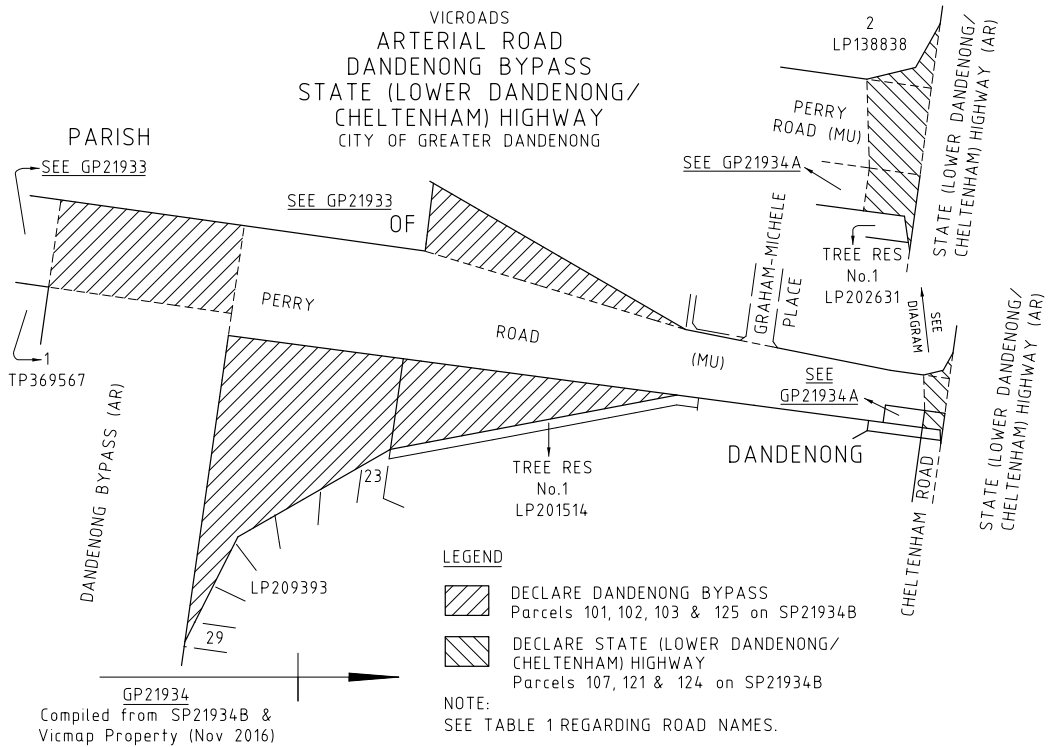 VICROADS
ARTERIAL ROAD
DANDENONG BYPASS
STATE (LOWER DANDENONG/
CHELTENHAM) HIGHWAY
CITY OF GREATER DANDENONG
PARISH
SEE GP21933
SEE GP21933
OF
2
LP138838
PERRY
ROAD (MU)
SEE GP21934A
STATE (LOWER DANDENONG/
CHELTENHAM) HIGHWAY (AR)
TREE RES
No.1
LP202631
GRAHAM-MICHELE
PLACE
SEE
DIAGRAM
PERRY
ROAD
(MU)
1
TP369567
SEE
GP21934A
DANDENONG
STATE (LOWER DANDENONG/
CHELTENHAM) HIGHWAY (AR)
CHELTENHAM ROAD
DANDENONG BYPASS (AR)
23
TREE RES
No.1
LP201514
LP209393
29
LEGEND
DECLARE DANDENONG BYPASS
Parcels 101, 102, 103 & 125 on SP21934B
DECLARE STATE (LOWER DANDENONG/
CHELTENHAM) HIGHWAY
Parcels 107, 121 & 124 on SP21934B
NOTE:
SEE TABLE 1 REGARDING ROAD NAMES.
GP21934
Compiled from SP21934B &
Vicmap Property (Nov 2016)